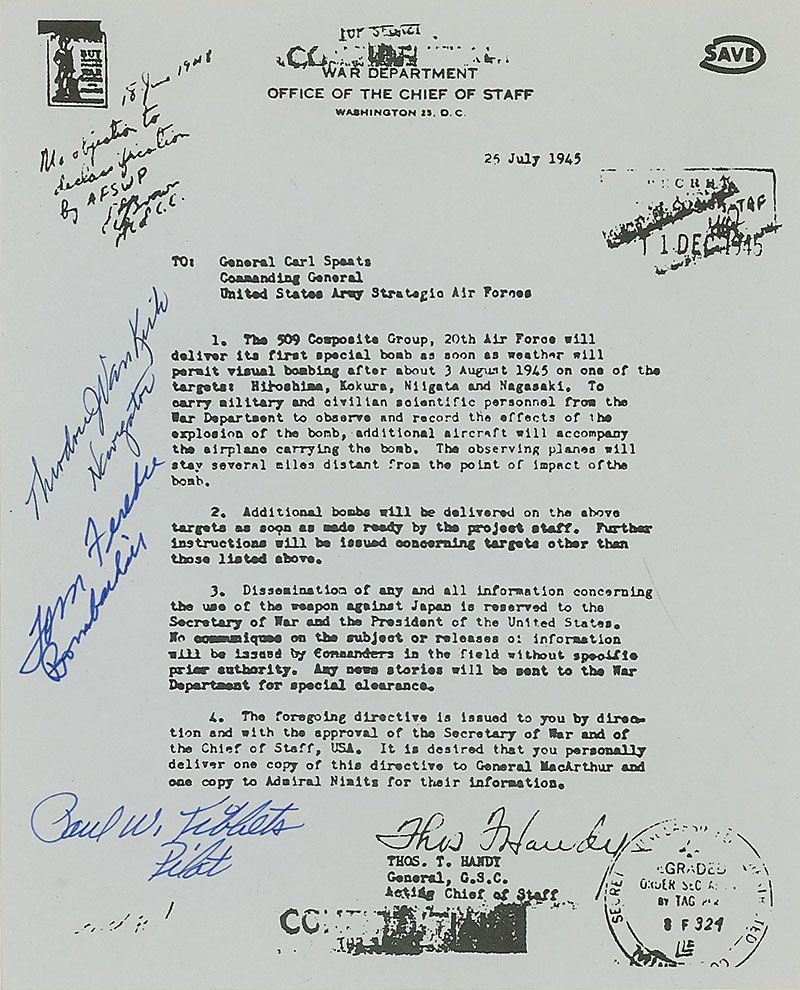 TOP SECRET
WAR DEPARTMENT
OFFICE OF THE CHIEF OF STAFF
WASHINGTON 25, D.C.
SAVE
BUY
WAR
18 June 1948
No objection to
declassification
by AFSWP
25 July 1945
SECRET
11 DEC 1945
TO: General Carl Spaats
Commanding General
United States Army Strategic Air Forces
1. The 509 Composite Group, 20th Air Force will
deliver its first special bomb as soon as weather will
permit visual bombing after about 3 August 1945 on one of the
targets: Hiroshima, Kokura, Niigata and Nagasaki. To
carry military and civilian scientific personnel from the
War Department to observe and record the effects of the
explosion of the bomb, additional aircraft will accompany
the airplane carrying the bomb. The observing planes will
stay several miles distant from the point of impact ofthe
bomb.
2. Additional bombs will be delivered on the above
targets as soon as made ready by the project staff. Further
instructions will be issued concerning targets other than
those listed above.
3. Dissemination of any and all information concerning
the use of the weapon against Japan is reserved to the
Secretary of War and the President of the United States.
No communiques on the subject or releases of information
will be issued by Commanders in the field without specific
prior authority. Any news stories will be sent to the War
Department for special clearance.
4. The foregoing directive is issued to you by direc-
tion and with the approval of the Secretary of War and of
the Chief of Staff, USA. It is desired that you personally
deliver one copy of this directive to General MacArthur and
one copy to Admiral Nimitz for their information.
Theodore J Van Kirk
Navigator
Tom Ferebee
Bombardier
Paul W. Tibbets
Pilot
Thos T Handy
THOS. T. HANDY
General, G.S.C.
Acting Chief of Staff
GRADED
ORDER SEC
BY TAG
8 F 324
SECRET